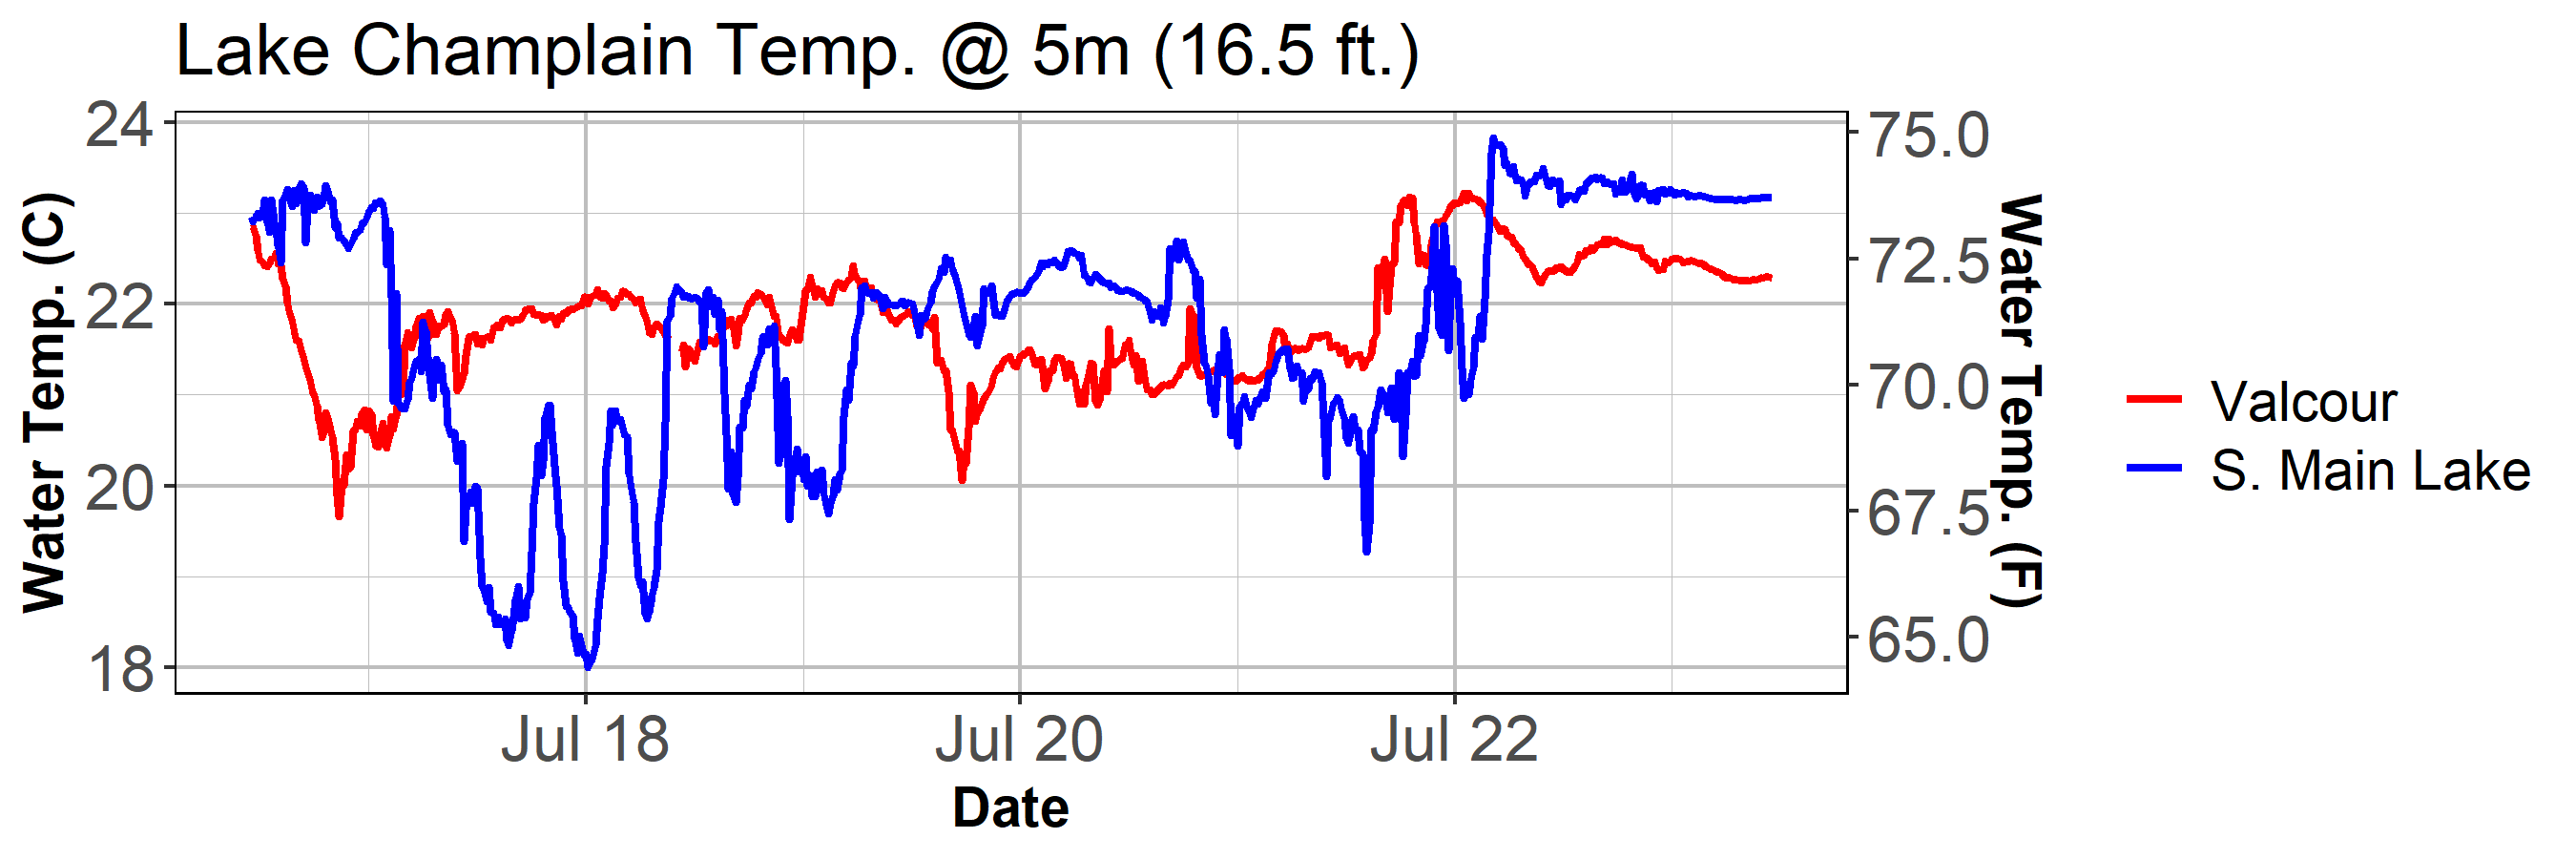 Lake Champlain Temp. @ 5m (16.5 ft.)
Water Temp. (C)
24
22
20
18
75.0
72.5
70.0
67.5
65.0
Water Temp. (F)
Jul 18
Jul 20
Jul 22
Date
Valcour
S. Main Lake